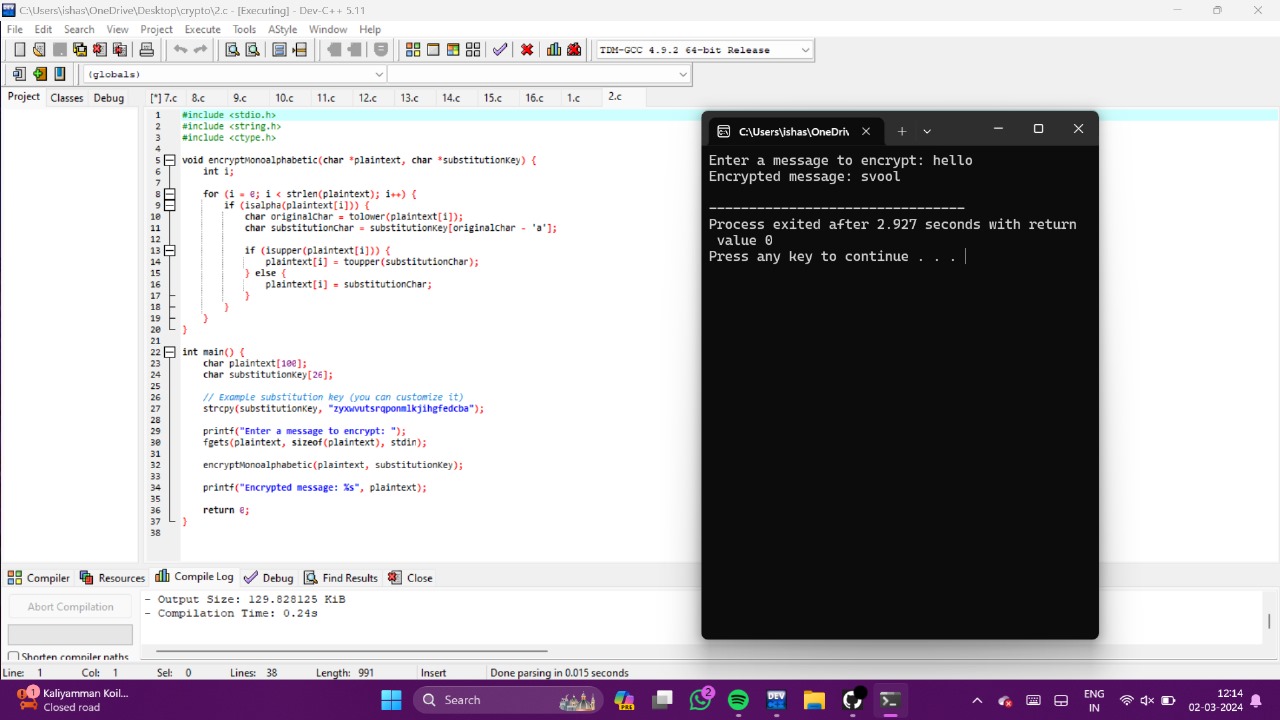 C:\Users\ishas\OneDrive\Desktop\crypto\2.c - [Executing] - Dev-C++ 5.11
File Edit Search View Project Execute Tools AStyle Window Help
TDM-GCC 4.9.2 64-bit Release
(globals)
Project Classes Debug
[*] 7.c 8.c 9.c 10.c 11.c 12.c 13.c 14.c 15.c 16.c 1.c 2.c
1 #include <stdio.h>
2 #include <string.h>
3 #include <ctype.h>
4
5 void encryptMonoalphabetic(char *plaintext, char *substitutionKey) {
6 int i;
7
8 for (i = 0; i < strlen(plaintext); i++) {
9 if (isalpha(plaintext[i])) {
10 char originalChar = tolower(plaintext[i]);
11 char substitutionChar = substitutionKey[originalChar - 'a'];
12
13 if (isupper(plaintext[i])) {
14 plaintext[i] = toupper(substitutionChar);
15 } else {
16 plaintext[i] = substitutionChar;
17 }
18 }
19 }
20 }
21
22 int main() {
23 char plaintext[100];
24 char substitutionKey[26];
25
26 // Example substitution key (you can customize it)
27 strcpy(substitutionKey, "zyxwvutsrqponmlkjihgfedcba");
28
29 printf("Enter a message to encrypt: ");
30 fgets(plaintext, sizeof(plaintext), stdin);
31
32 encryptMonoalphabetic(plaintext, substitutionKey);
33
34 printf("Encrypted message: %s", plaintext);
35
36 return 0;
37 }
38
C:\Users\ishas\OneDriv
Enter a message to encrypt: hello
Encrypted message: svool
--------------------------------
Process exited after 2.927 seconds with return
value 0
Press any key to continue . . .
Compiler Resources Compile Log Debug Find Results Close
Abort Compilation
Shorten compiler paths
- Output Size: 129.828125 KiB
- Compilation Time: 0.24s
Line: 1 Col: 1 Sel: 0 Lines: 38 Length: 991 Insert Done parsing in 0.015 seconds
1
Kaliyamman Koil...
Closed road
Search
PRE
2
DEV
ENG
IN
12:14
02-03-2024